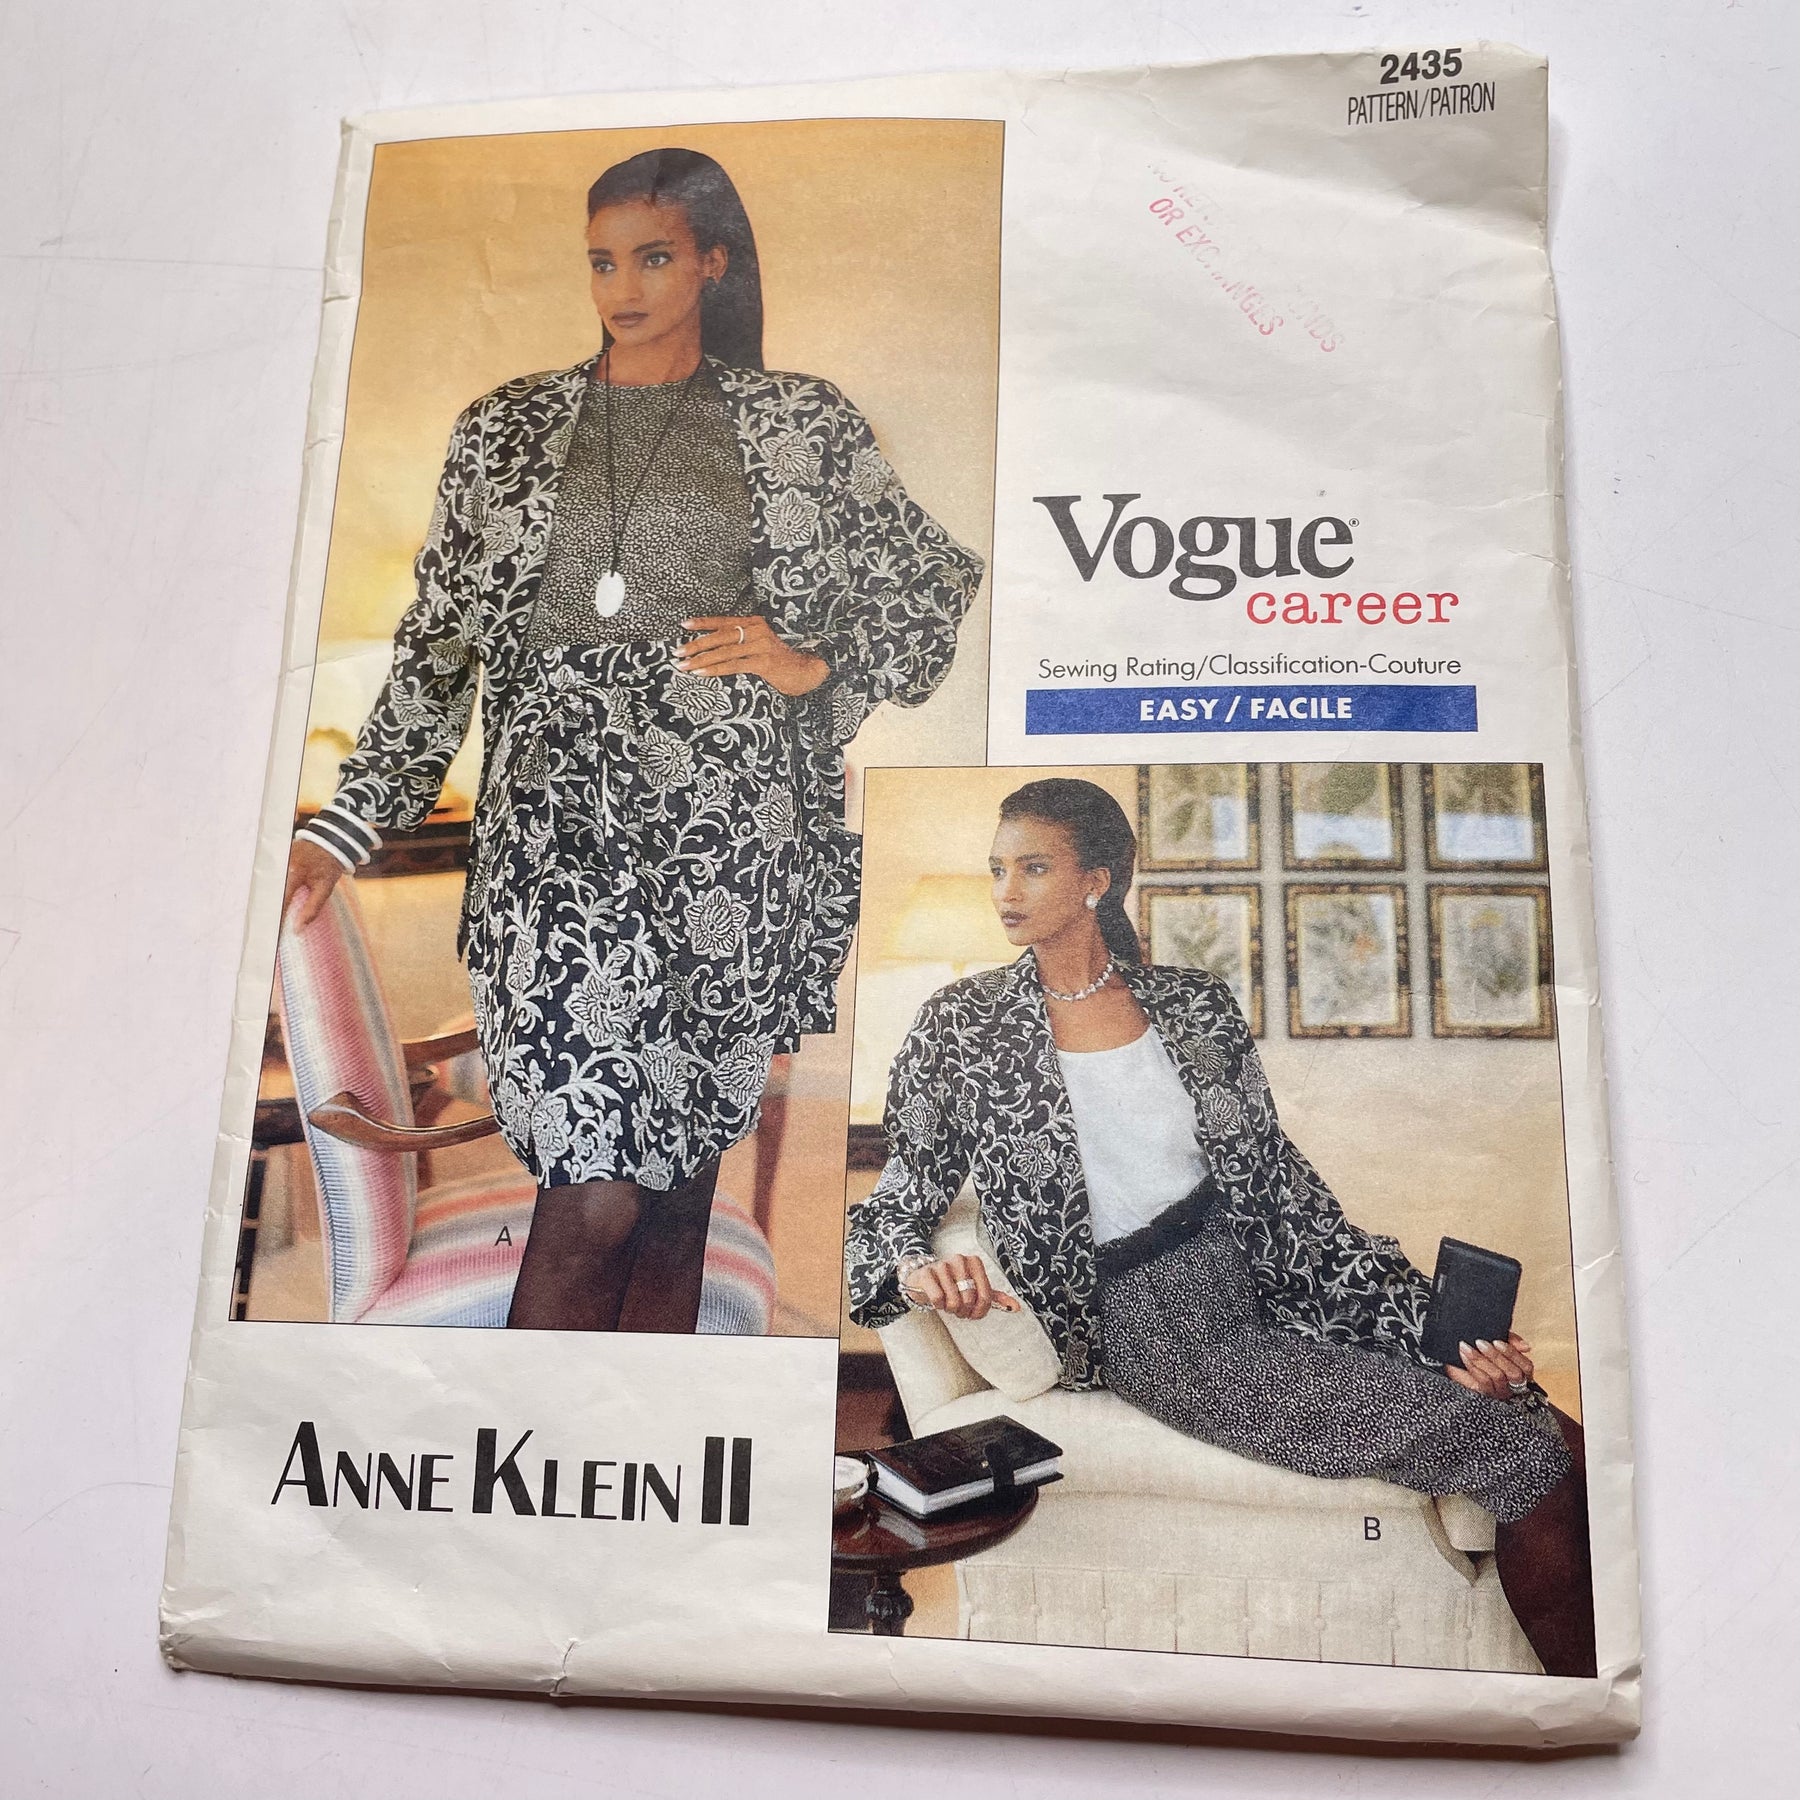 2435
PATTERN/PATRON
OR EXCHANGES
Vogue®
career
Sewing Rating/Classification-Couture
EASY / FACILE
A
ANNE KLEIN II
B